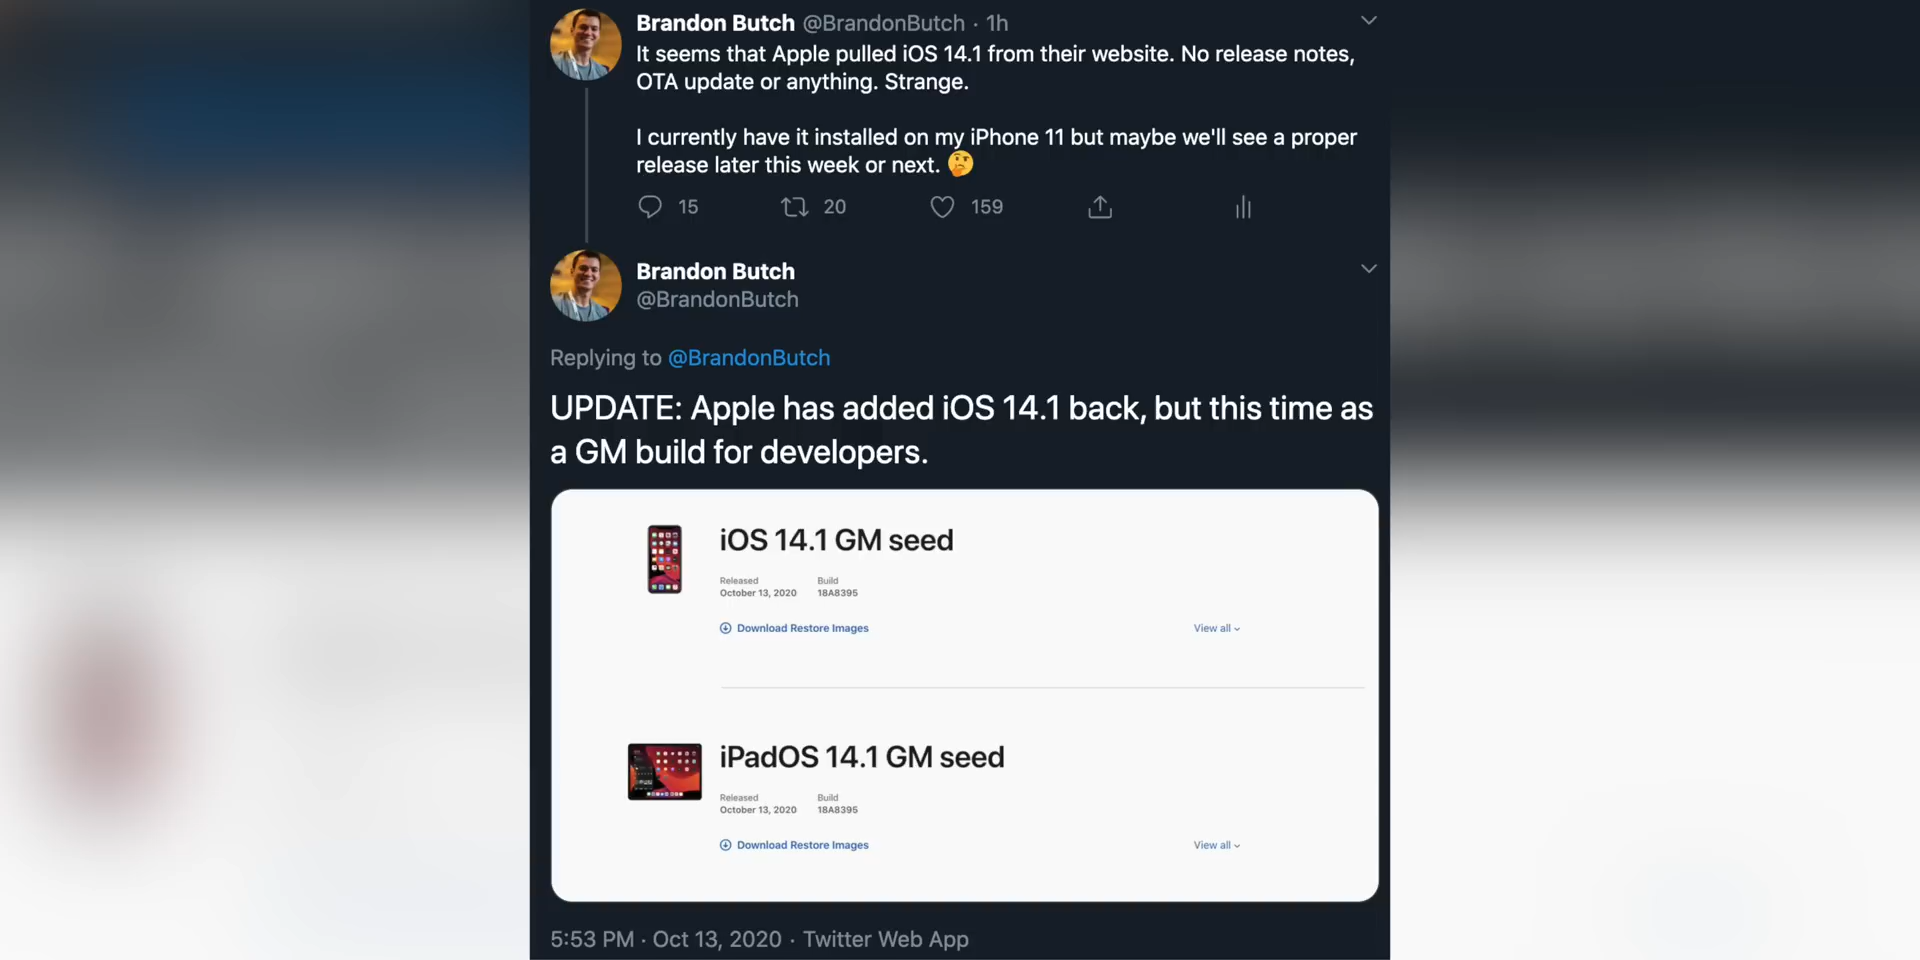 Brandon Butch @BrandonButch · 1h
It seems that Apple pulled iOS 14.1 from their website. No release notes,
OTA update or anything. Strange.
I currently have it installed on my iPhone 11 but maybe we'll see a proper
release later this week or next. 🤔
15 20 159
Brandon Butch
@BrandonButch
Replying to @BrandonButch
UPDATE: Apple has added iOS 14.1 back, but this time as
a GM build for developers.
iOS 14.1 GM seed
Released Build
October 13, 2020 18A8395
Download Restore Images View all
iPadOS 14.1 GM seed
Released Build
October 13, 2020 18A8395
Download Restore Images View all
5:53 PM · Oct 13, 2020 · Twitter Web App